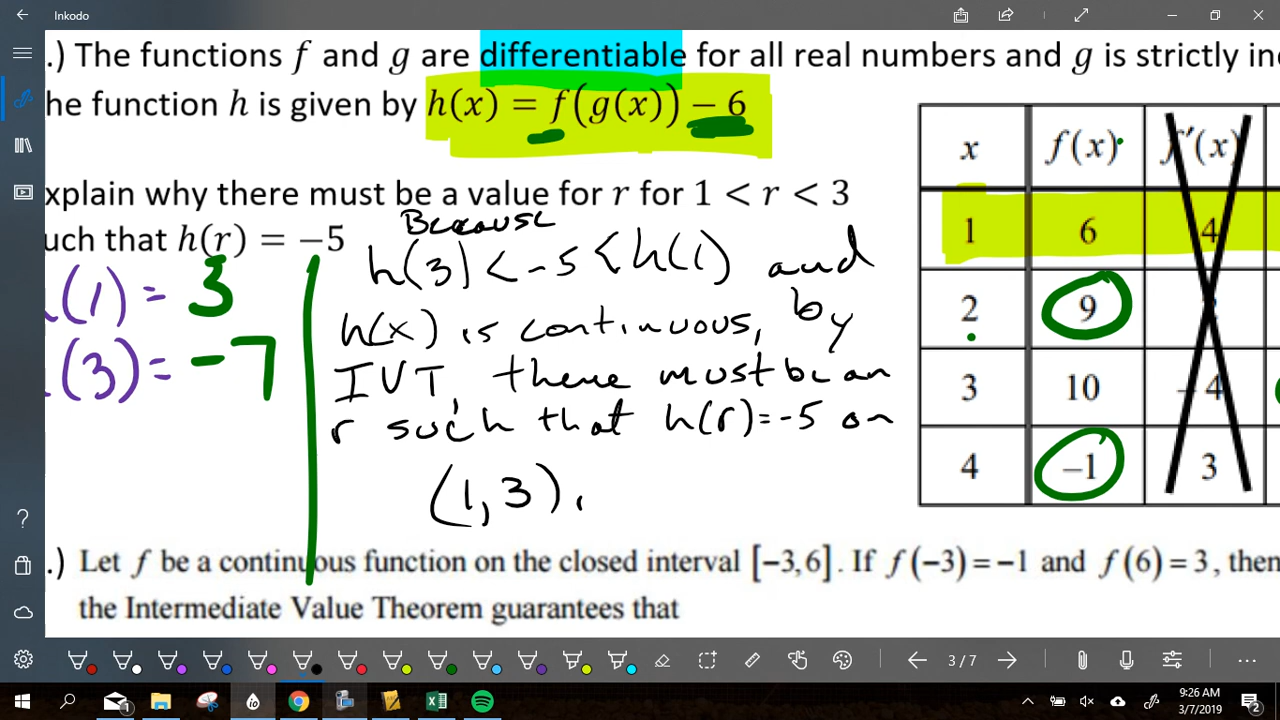 Inkodo
.) The functions f and g are differentiable for all real numbers and g is strictly inc
he function h is given by h(x) = f(g(x)) − 6
xplain why there must be a value for r for 1 < r < 3
uch that h(r) = −5
(1) = 3
(3) = -7
Because
h(3) < -5 < h(1) and
h(x) is continuous, by
IVT, there must be an
r such that h(r) = -5 on
(1,3).
x f(x) f′(x)
1 6 4
2 9
3 10 −4
4 −1 3
.) Let f be a continuous function on the closed interval [−3,6]. If f(−3)=−1 and f(6)=3, then
the Intermediate Value Theorem guarantees that
3 / 7
9:26 AM
3/7/2019